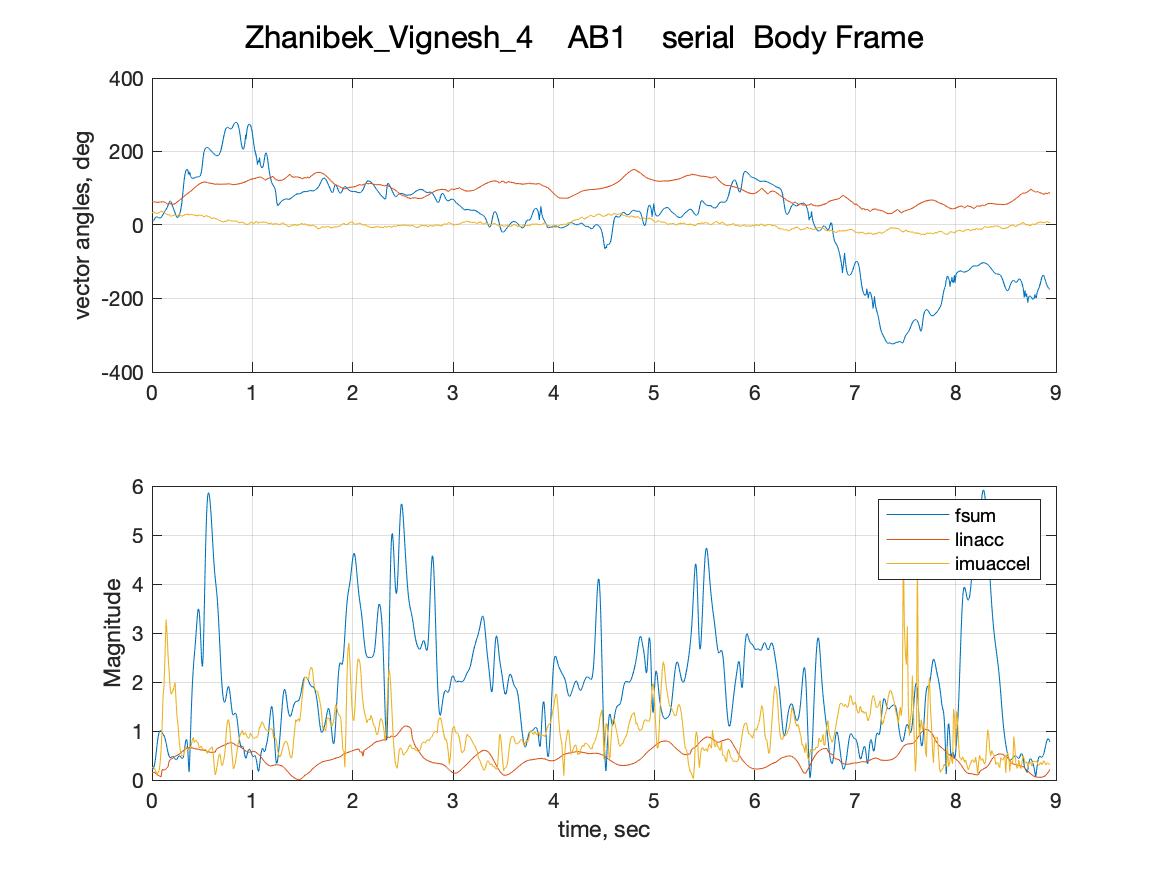 Zhanibek_Vignesh_4 AB1 serial Body Frame
400
200
0
-200
-400
vector angles, deg
0 1 2 3 4 5 6 7 8 9
6
5
4
3
2
1
0
Magnitude
fsum
linacc
imuaccel
0 1 2 3 4 5 6 7 8 9
time, sec